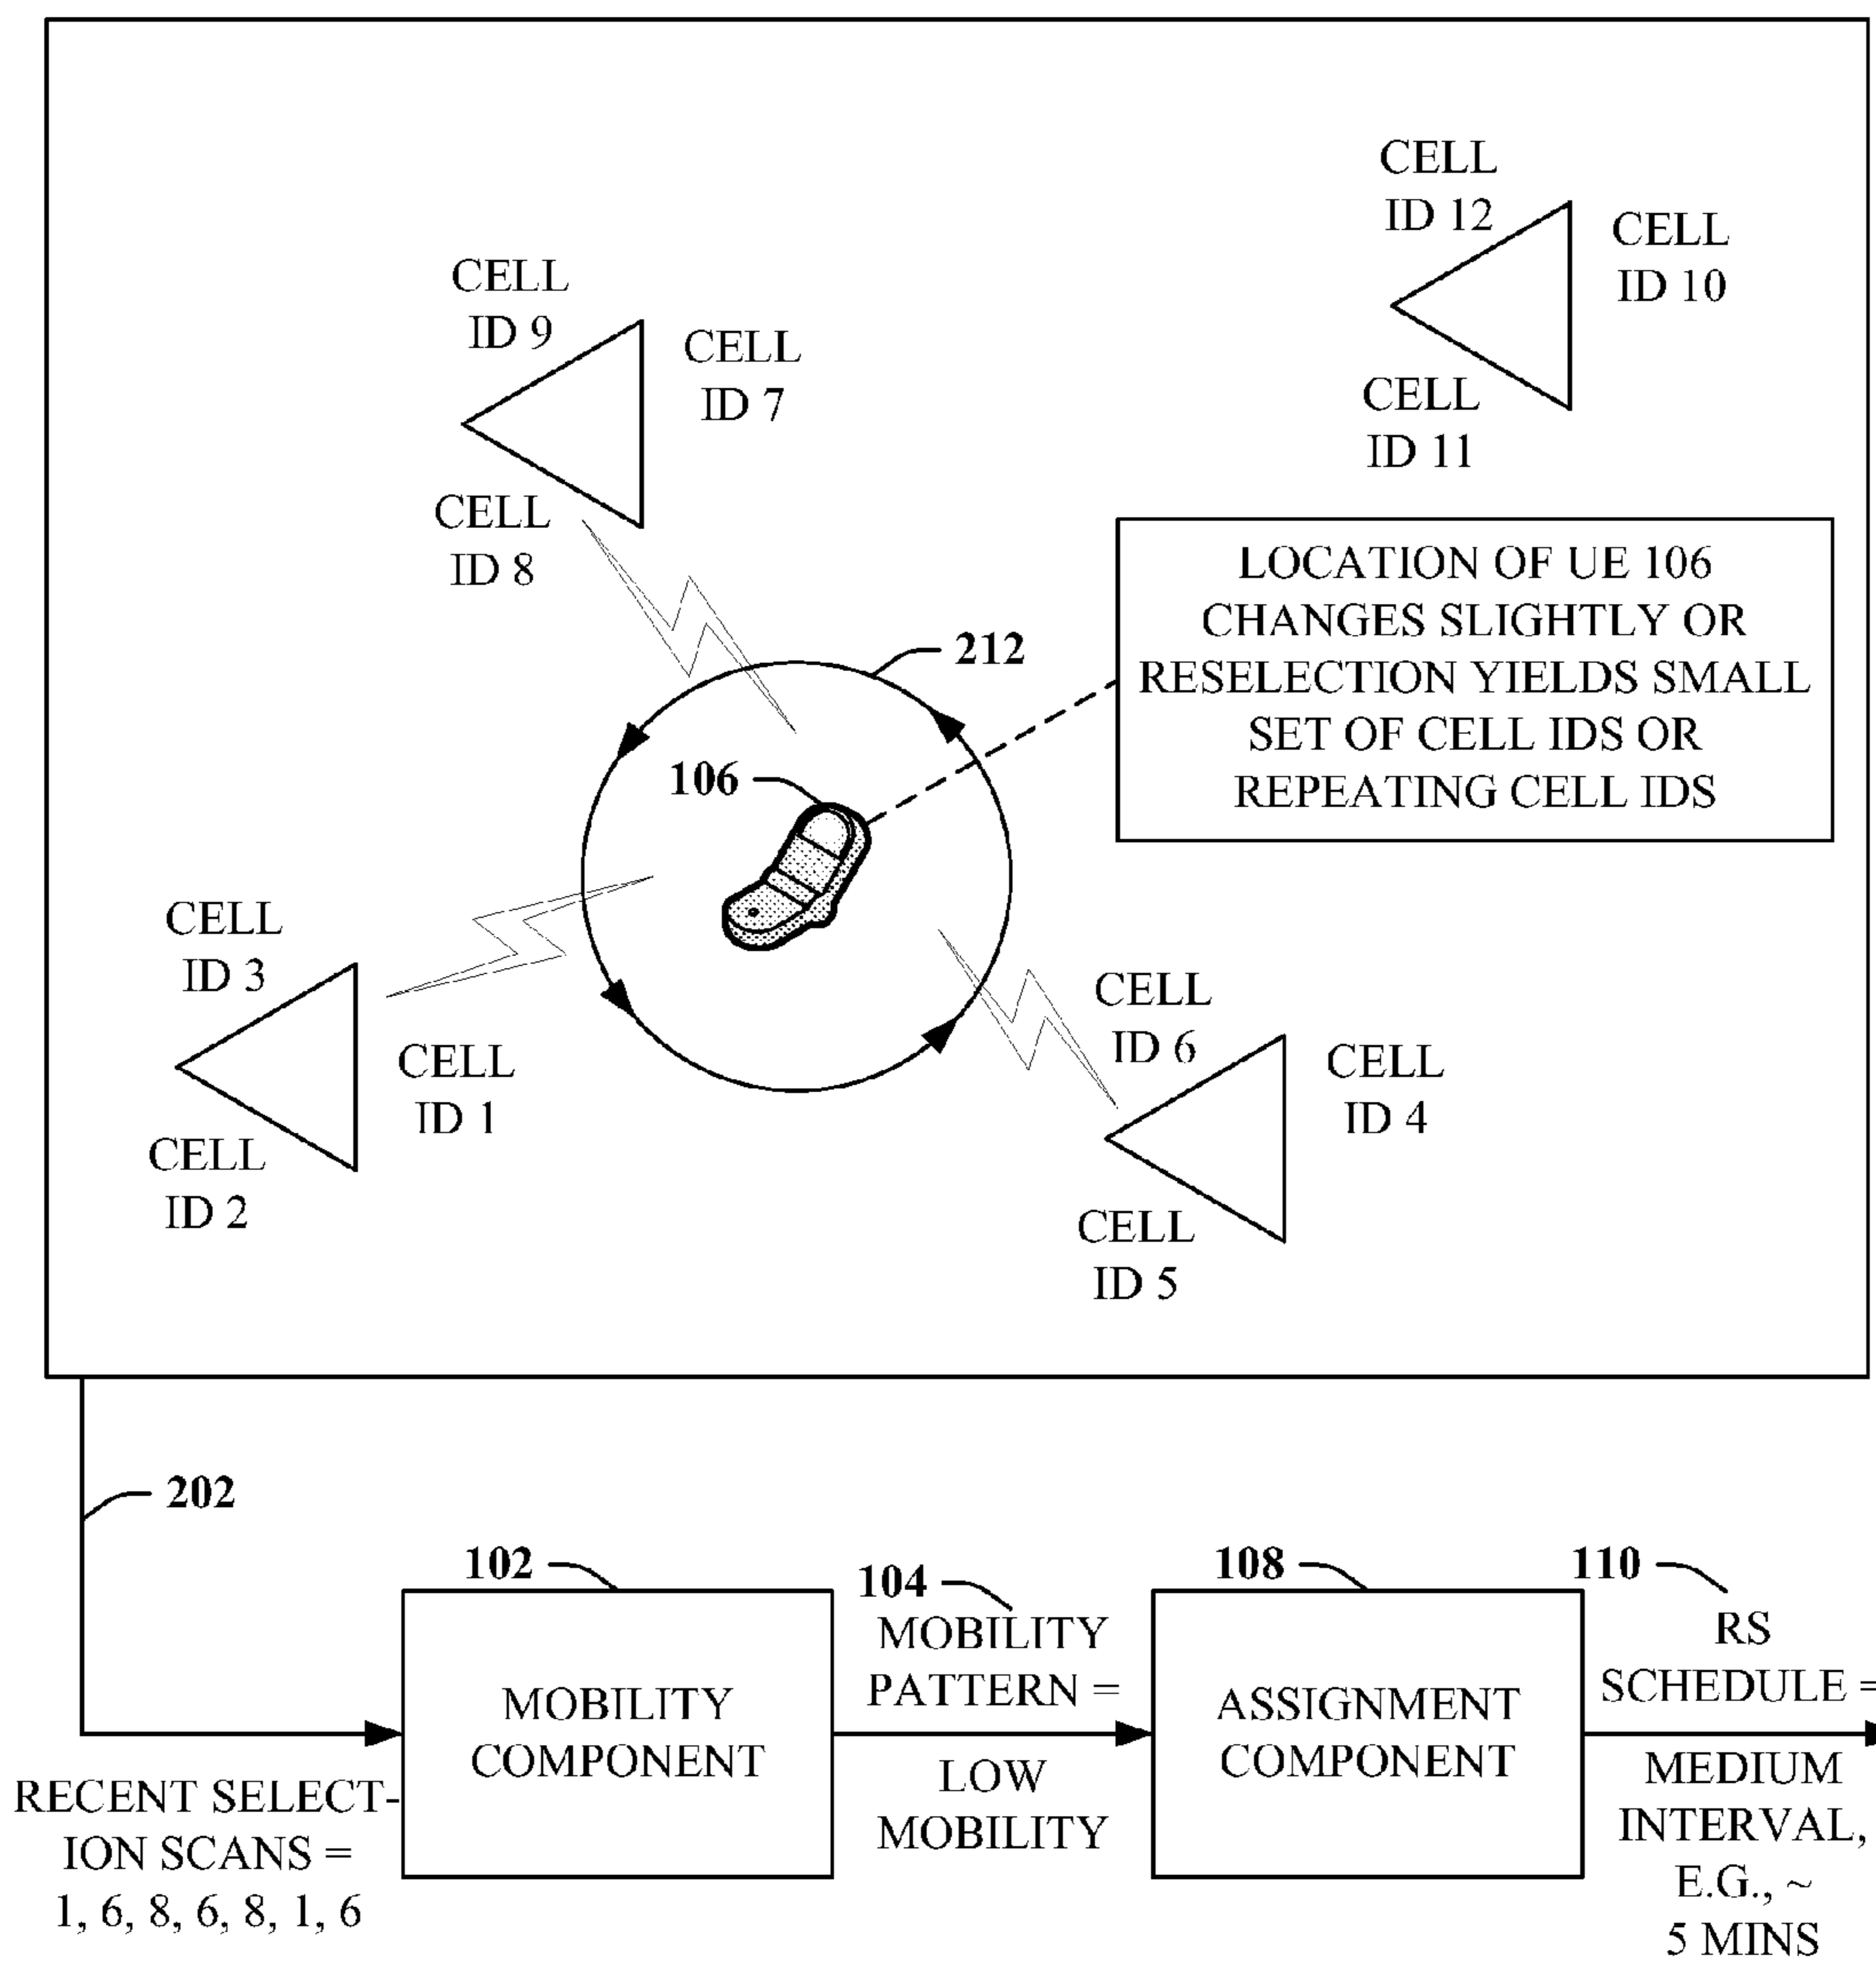 CELL
ID 12
CELL
ID 10
CELL
ID 11
CELL
ID 9
CELL
ID 7
CELL
ID 8
LOCATION OF UE 106
CHANGES SLIGHTLY OR
RESELECTION YIELDS SMALL
SET OF CELL IDS OR
REPEATING CELL IDS
212
106
CELL
ID 3
CELL
ID 1
CELL
ID 2
CELL
ID 6
CELL
ID 4
CELL
ID 5
202
102
MOBILITY
COMPONENT
104
MOBILITY
PATTERN =
LOW
MOBILITY
108
ASSIGNMENT
COMPONENT
110
RS
SCHEDULE =
MEDIUM
INTERVAL,
E.G., ~
5 MINS
RECENT SELECT-
ION SCANS =
1, 6, 8, 6, 8, 1, 6